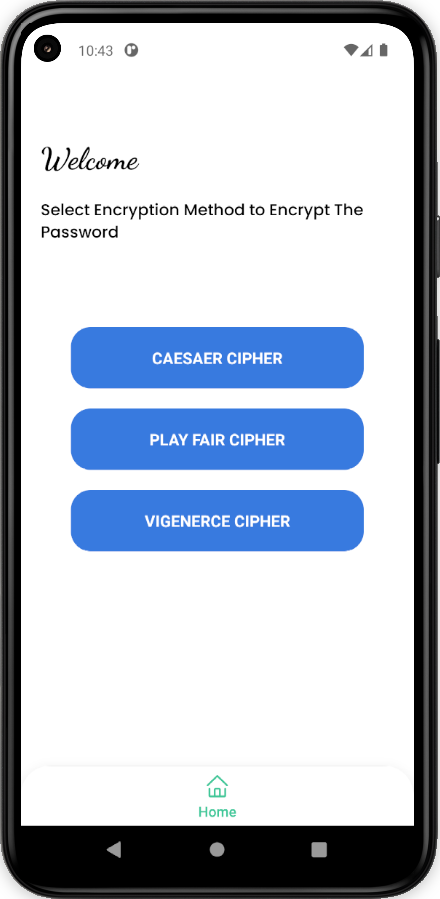 10:43
Welcome
Select Encryption Method to Encrypt The
Password
CAESAER CIPHER
PLAY FAIR CIPHER
VIGENERCE CIPHER
Home